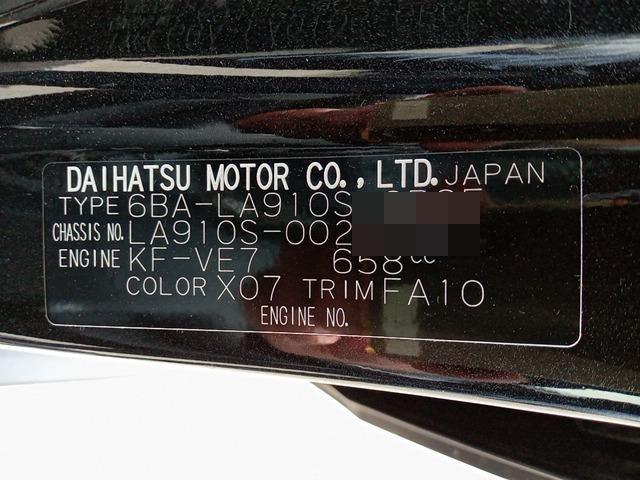 DAIHATSU MOTOR CO., LTD. JAPAN
TYPE 6BA-LA910S
CHASSIS NO. LA910S-002
ENGINE KF-VE7 658cc
COLOR X07 TRIM FA10
ENGINE NO.